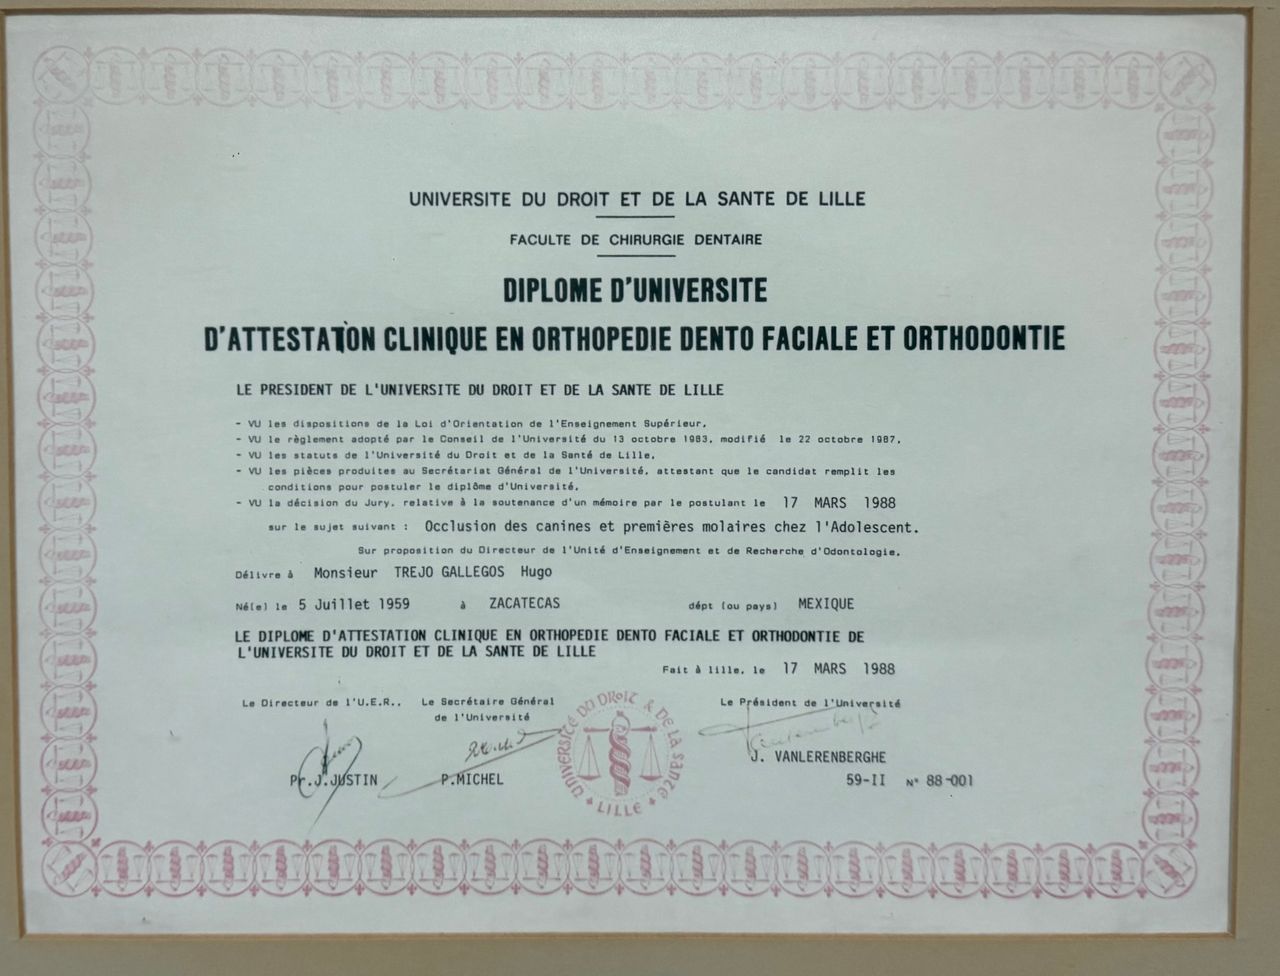 UNIVERSITE DU DROIT ET DE LA SANTE DE LILLE
FACULTE DE CHIRURGIE DENTAIRE
DIPLOME D'UNIVERSITE
D'ATTESTATION CLINIQUE EN ORTHOPEDIE DENTO FACIALE ET ORTHODONTIE
LE PRESIDENT DE L'UNIVERSITE DU DROIT ET DE LA SANTE DE LILLE
- VU les dispositions de la Loi d'Orientation de l'Enseignement Supérieur,
- VU le règlement adopté par le Conseil de l'Université du 13 octobre 1983, modifié le 22 octobre 1987,
- VU les statuts de l'Université du Droit et de la Santé de Lille,
- VU les pièces produites au Secrétariat Général de l'Université, attestant que le candidat remplit les
conditions pour postuler le diplôme d'Université,
- VU la décision du Jury, relative à la soutenance d'un mémoire par le postulant le 17 MARS 1988
sur le sujet suivant : Occlusion des canines et premières molaires chez l'Adolescent.
Sur proposition du Directeur de l'Unité d'Enseignement et de Recherche d'Odontologie,
Délivre à Monsieur TREJO GALLEGOS Hugo
Né(e) le 5 Juillet 1959 à ZACATECAS dépt (ou pays) MEXIQUE
LE DIPLOME D'ATTESTATION CLINIQUE EN ORTHOPEDIE DENTO FACIALE ET ORTHODONTIE DE
L'UNIVERSITE DU DROIT ET DE LA SANTE DE LILLE
Fait à lille, le 17 MARS 1988
Le Directeur de l'U.E.R., Le Secrétaire Général Le Président de l'Université
de l'Université
UNIVERSITÉ DU DROIT & DE LA SANTÉ
LILLE
J. VANLERENBERGHE
Pr.J.JUSTIN P.MICHEL 59-II N° 88-001